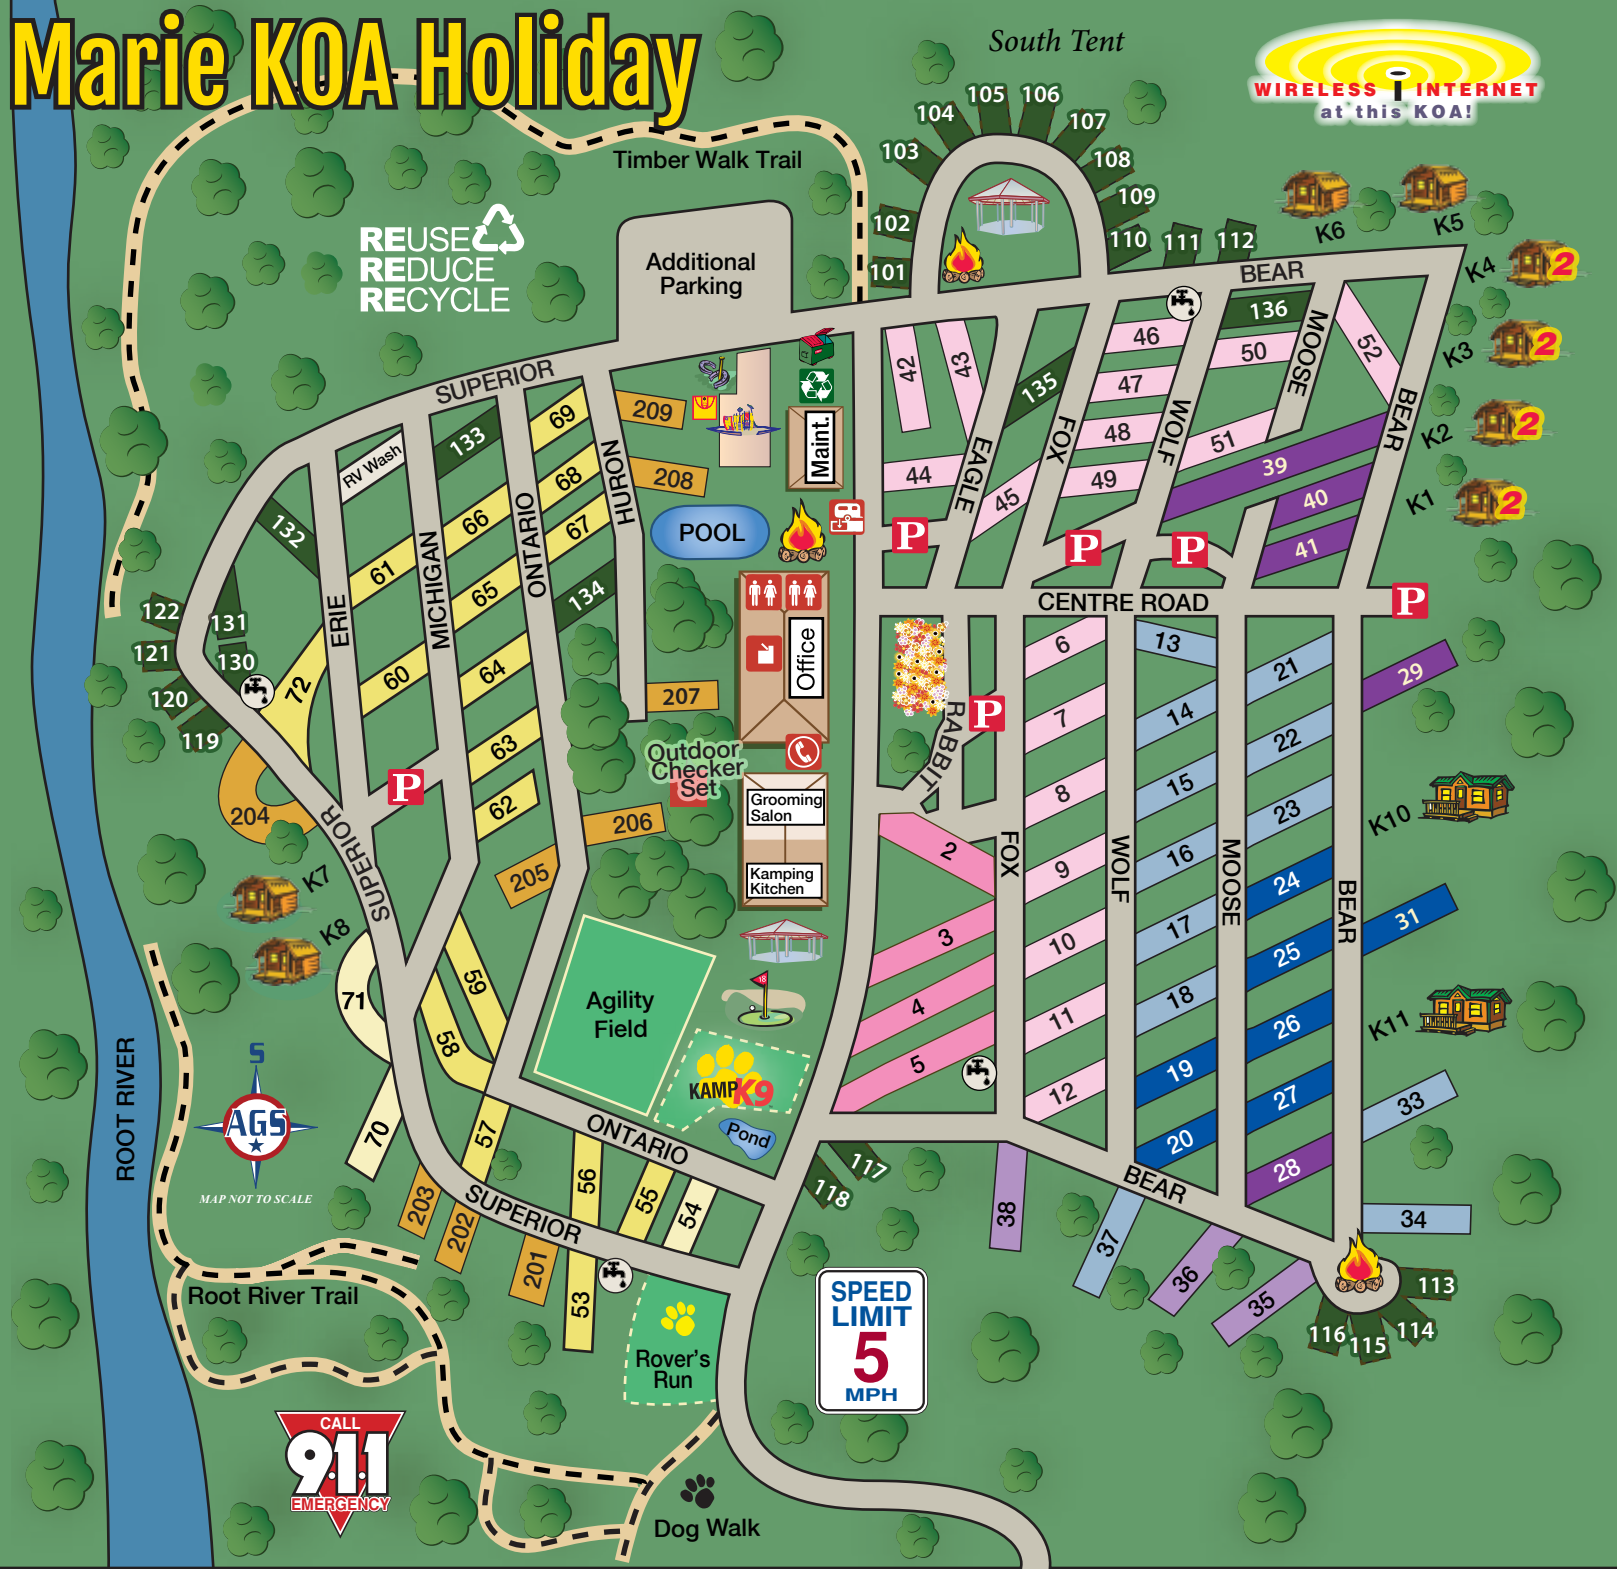 Marie KOA Holiday
South Tent
WIRELESS INTERNET
at this KOA!
Timber Walk Trail
REUSE
REDUCE
RECYCLE
Additional
Parking
101
102
103
104
105
106
107
108
109
110
111
112
K6
K5
K4
2
K3
2
K2
2
K1
2
BEAR
136
MOOSE
52
46
50
47
48
49
51
39
40
41
WOLF
FOX
135
42
43
44
45
EAGLE
BEAR
SUPERIOR
209
208
HURON
69
68
67
134
133
RV Wash
132
66
65
64
63
62
61
60
ERIE
MICHIGAN
ONTARIO
Maint.
POOL
P
P
P
P
CENTRE ROAD
122
121
120
119
131
130
72
204
P
SUPERIOR
207
206
205
Office
Outdoor
Checker
Set
Grooming
Salon
Kamping
Kitchen
RABBIT
P
6
7
8
9
10
11
12
13
14
15
16
17
18
19
20
21
22
23
24
25
26
27
28
29
31
33
34
K10
K11
FOX
WOLF
MOOSE
BEAR
2
3
4
5
K7
K8
71
70
59
58
57
56
55
54
53
Agility
Field
18
KAMP K9
Pond
ONTARIO
SUPERIOR
203
202
201
117
118
38
37
36
35
BEAR
113
114
115
116
ROOT RIVER
S
AGS
MAP NOT TO SCALE
Root River Trail
Rover's
Run
SPEED
LIMIT
5
MPH
CALL
911
EMERGENCY
Dog Walk